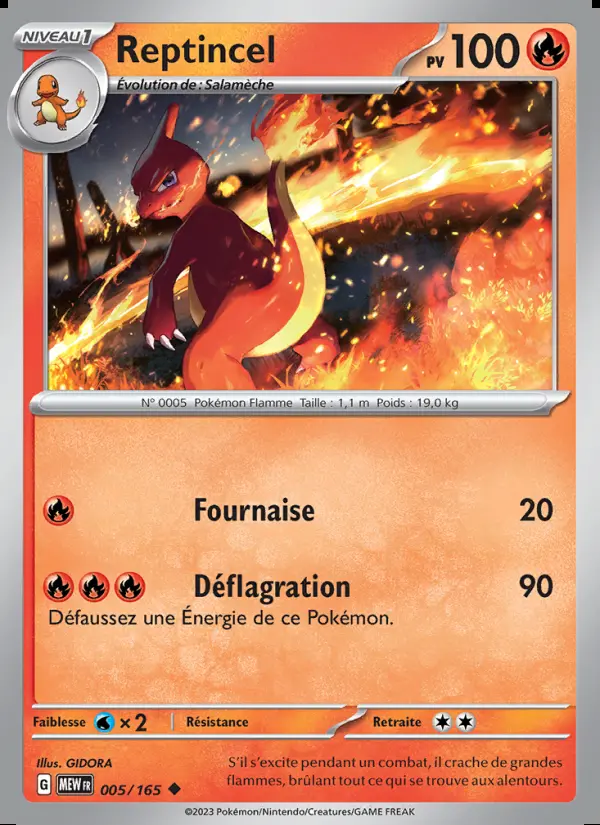 NIVEAU 1
Reptincel
PV 100
Évolution de : Salamèche
N° 0005 Pokémon Flamme Taille : 1,1 m Poids : 19,0 kg
Fournaise 20
Déflagration 90
Défaussez une Énergie de ce Pokémon.
Faiblesse ×2 Résistance Retraite
Illus. GIDORA
S'il s'excite pendant un combat, il crache de grandes
flammes, brûlant tout ce qui se trouve aux alentours.
G MEW FR 005/165
©2023 Pokémon/Nintendo/Creatures/GAME FREAK